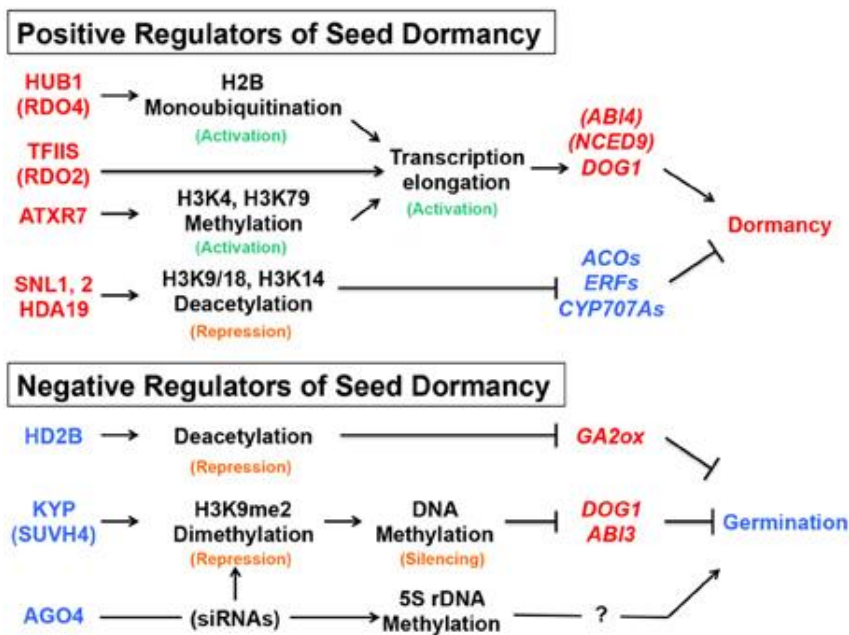 Positive Regulators of Seed Dormancy
HUB1
(RDO4)
H2B
Monoubiquitination
(Activation)
TFIIS
(RDO2)
Transcription
elongation
(Activation)
(ABI4)
(NCED9)
DOG1
ATXR7
H3K4, H3K79
Methylation
(Activation)
Dormancy
SNL1, 2
HDA19
H3K9/18, H3K14
Deacetylation
(Repression)
ACOs
ERFs
CYP707As
Negative Regulators of Seed Dormancy
HD2B
Deacetylation
(Repression)
GA2ox
KYP
(SUVH4)
H3K9me2
Dimethylation
(Repression)
DNA
Methylation
(Silencing)
DOG1
ABI3
Germination
AGO4
(siRNAs)
5S rDNA
Methylation
?